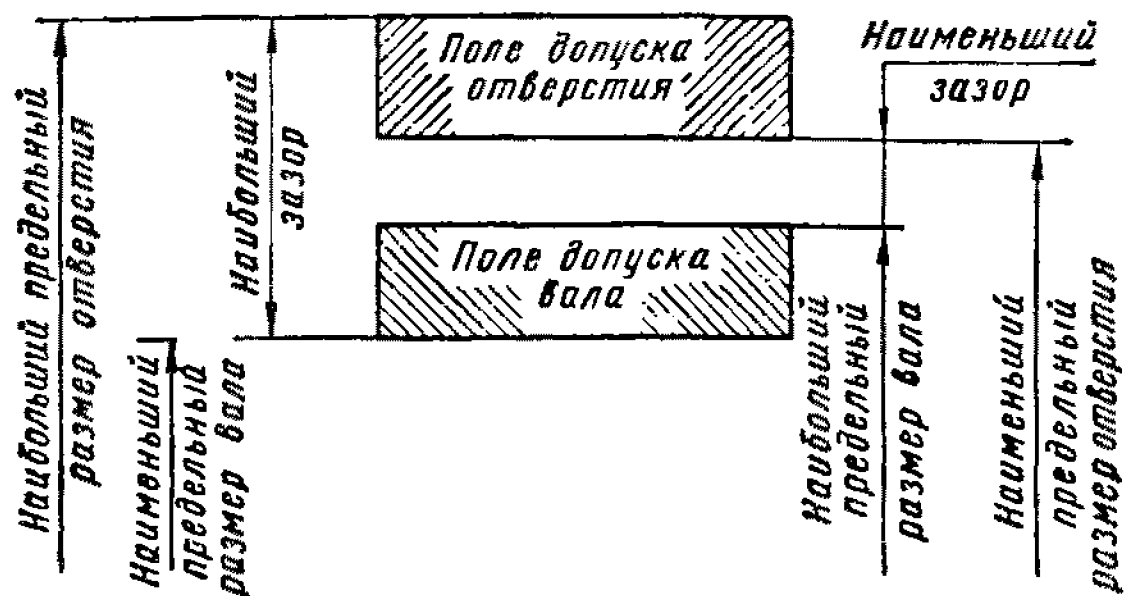 Поле допуска
отверстия
Наименьший
зазор
Наибольший предельный
размер отверстия
Наибольший
зазор
Поле допуска
вала
Наименьший
предельный
размер вала
Наибольший
предельный
размер вала
Наименьший
предельный
размер отверстия